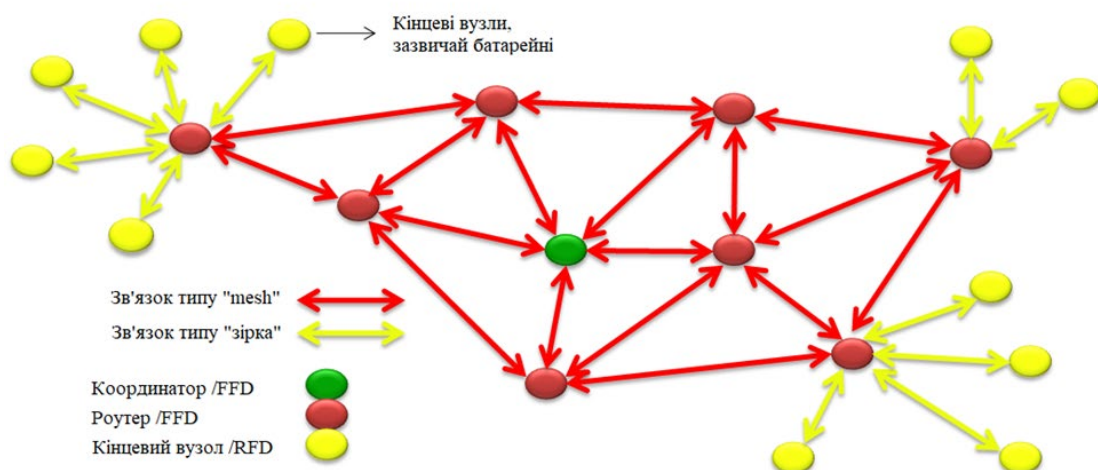 Кінцеві вузли,
зазвичай батарейні
Зв'язок типу "mesh"
Зв'язок типу "зірка"
Координатор /FFD
Роутер /FFD
Кінцевий вузол /RFD